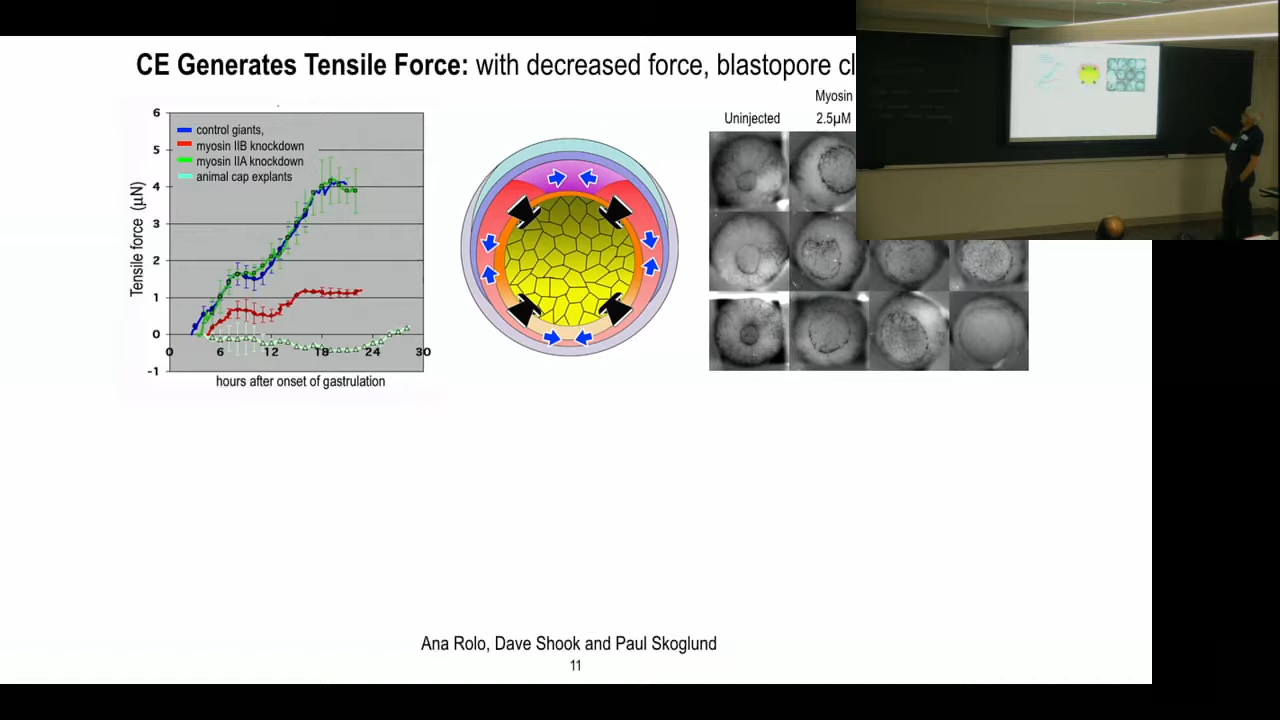 CE Generates Tensile Force: with decreased force, blastopore cl
Myosin
Uninjected 2.5µM
6
5
4
3
2
1
0
-1
Tensile force (µN)
control giants,
myosin IIB knockdown
myosin IIA knockdown
animal cap explants
0 6 12 18 24 30
hours after onset of gastrulation
Ana Rolo, Dave Shook and Paul Skoglund
11